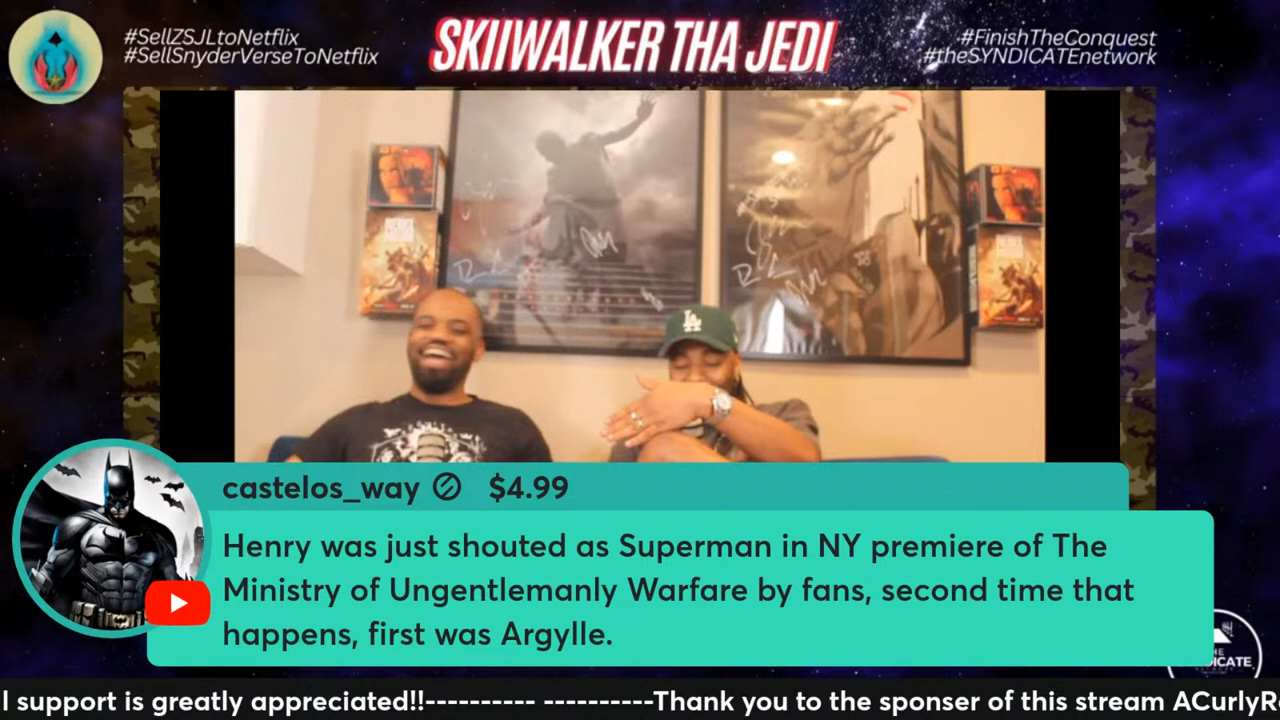 #SellZSJLtoNetflix
#SellSnyderVerseToNetflix
SKIIWALKER THA JEDI
#FinishTheConquest
#theSYNDICATEnetwork
LA
castelos_way $4.99
Henry was just shouted as Superman in NY premiere of The
Ministry of Ungentlemanly Warfare by fans, second time that
happens, first was Argylle.
l support is greatly appreciated!!---------- ----------Thank you to the sponser of this stream ACurlyR